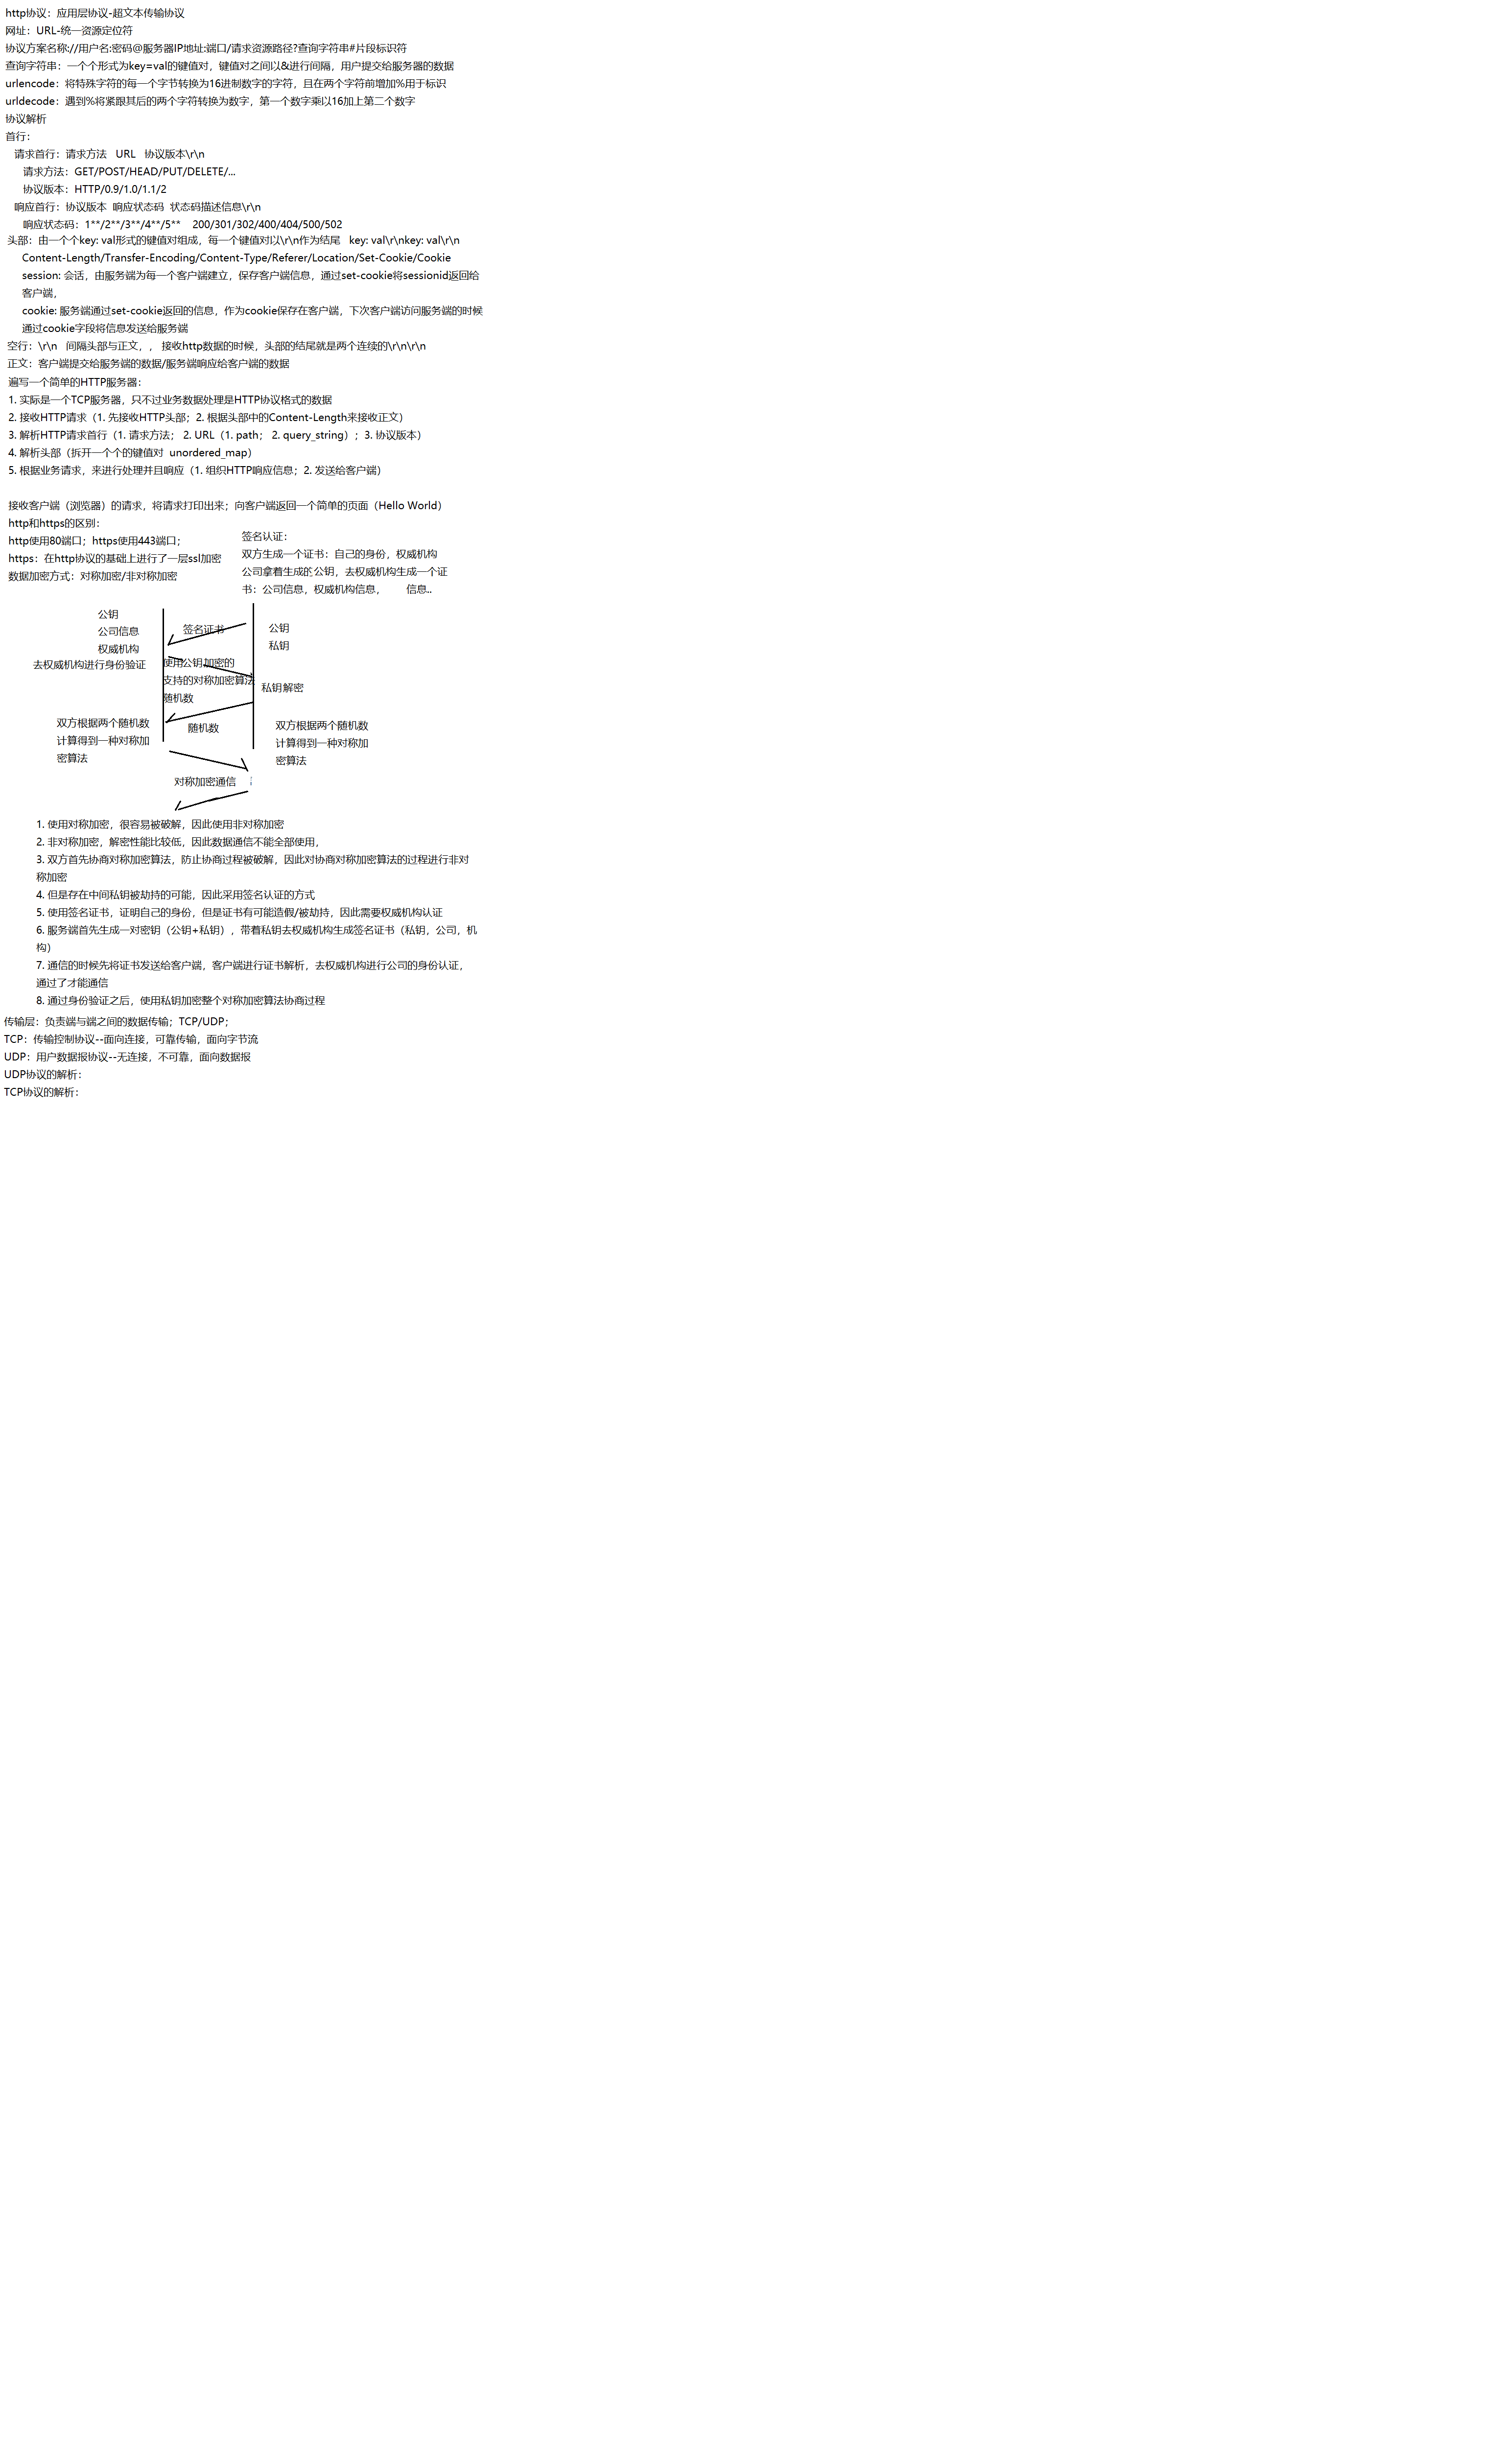 http协议：应用层协议-超文本传输协议
网址：URL-统一资源定位符
协议方案名称://用户名:密码@服务器IP地址:端口/请求资源路径?查询字符串#片段标识符
查询字符串：一个个形式为key=val的键值对，键值对之间以&进行间隔，用户提交给服务器的数据
urlencode：将特殊字符的每一个字节转换为16进制数字的字符，且在两个字符前增加%用于标识
urldecode：遇到%将紧跟其后的两个字符转换为数字，第一个数字乘以16加上第二个数字
协议解析
首行：
请求首行：请求方法 URL 协议版本\r\n
请求方法：GET/POST/HEAD/PUT/DELETE/...
协议版本：HTTP/0.9/1.0/1.1/2
响应首行：协议版本 响应状态码 状态码描述信息\r\n
响应状态码：1**/2**/3**/4**/5** 200/301/302/400/404/500/502
头部：由一个个key: val形式的键值对组成，每一个键值对以\r\n作为结尾 key: val\r\nkey: val\r\n
Content-Length/Transfer-Encoding/Content-Type/Referer/Location/Set-Cookie/Cookie
session: 会话，由服务端为每一个客户端建立，保存客户端信息，通过set-cookie将sessionid返回给
客户端，
cookie: 服务端通过set-cookie返回的信息，作为cookie保存在客户端，下次客户端访问服务端的时候
通过cookie字段将信息发送给服务端
空行：\r\n 间隔头部与正文，，接收http数据的时候，头部的结尾就是两个连续的\r\n\r\n
正文：客户端提交给服务端的数据/服务端响应给客户端的数据
遍写一个简单的HTTP服务器：
1. 实际是一个TCP服务器，只不过业务数据处理是HTTP协议格式的数据
2. 接收HTTP请求（1. 先接收HTTP头部；2. 根据头部中的Content-Length来接收正文）
3. 解析HTTP请求首行（1. 请求方法； 2. URL（1. path； 2. query_string）；3. 协议版本）
4. 解析头部（拆开一个个的键值对 unordered_map）
5. 根据业务请求，来进行处理并且响应（1. 组织HTTP响应信息；2. 发送给客户端）
接收客户端（浏览器）的请求，将请求打印出来；向客户端返回一个简单的页面（Hello World）
http和https的区别：
http使用80端口；https使用443端口；
https：在http协议的基础上进行了一层ssl加密
数据加密方式：对称加密/非对称加密
签名认证：
双方生成一个证书：自己的身份，权威机构
公司拿着生成的公钥，去权威机构生成一个证
书：公司信息，权威机构信息， 信息..
公钥
公司信息
权威机构
去权威机构进行身份验证
签名证书
公钥
私钥
使用公钥加密的
支持的对称加密算法
随机数
私钥解密
随机数
双方根据两个随机数
计算得到一种对称加
密算法
双方根据两个随机数
计算得到一种对称加
密算法
对称加密通信
1. 使用对称加密，很容易被破解，因此使用非对称加密
2. 非对称加密，解密性能比较低，因此数据通信不能全部使用，
3. 双方首先协商对称加密算法，防止协商过程被破解，因此对协商对称加密算法的过程进行非对
称加密
4. 但是存在中间私钥被劫持的可能，因此采用签名认证的方式
5. 使用签名证书，证明自己的身份，但是证书有可能造假/被劫持，因此需要权威机构认证
6. 服务端首先生成一对密钥（公钥+私钥），带着私钥去权威机构生成签名证书（私钥，公司，机
构）
7. 通信的时候先将证书发送给客户端，客户端进行证书解析，去权威机构进行公司的身份认证，
通过了才能通信
8. 通过身份验证之后，使用私钥加密整个对称加密算法协商过程
传输层：负责端与端之间的数据传输；TCP/UDP；
TCP：传输控制协议--面向连接，可靠传输，面向字节流
UDP：用户数据报协议--无连接，不可靠，面向数据报
UDP协议的解析：
TCP协议的解析：